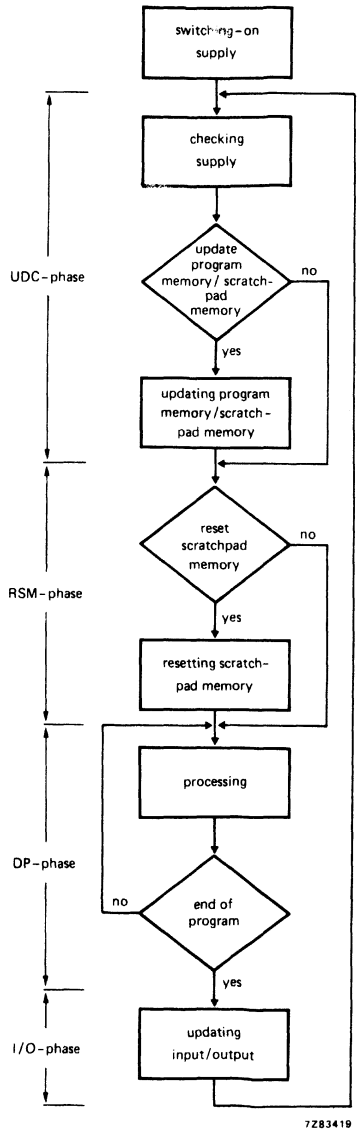 switching-on
supply
checking
supply
UDC-phase
update
program
memory/scratch-
pad
memory
no
yes
updating program
memory/scratch-
pad memory
RSM-phase
reset
scratchpad
memory
no
yes
resetting scratch-
pad memory
processing
DP-phase
no
end of
program
yes
I/O-phase
updating
input/output
7Z83419